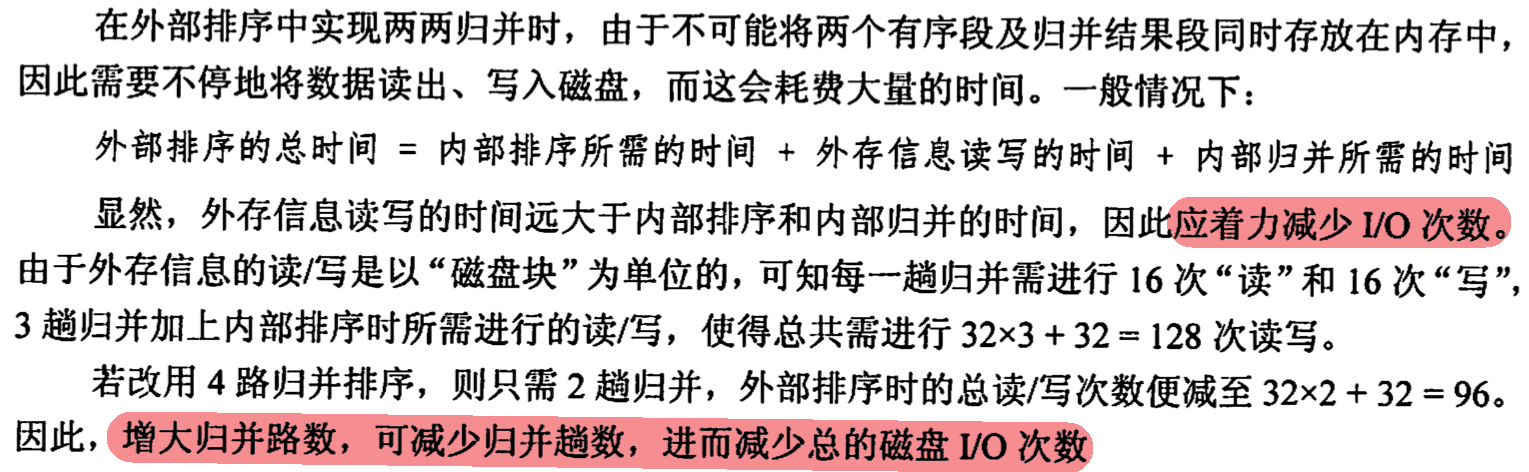 在外部排序中实现两两归并时，由于不可能将两个有序段及归并结果段同时存放在内存中，
因此需要不停地将数据读出、写入磁盘，而这会耗费大量的时间。一般情况下：
外部排序的总时间 = 内部排序所需的时间 + 外存信息读写的时间 + 内部归并所需的时间
显然，外存信息读写的时间远大于内部排序和内部归并的时间，因此应着力减少 I/O 次数。
由于外存信息的读/写是以“磁盘块”为单位的，可知每一趟归并需进行 16 次“读”和 16 次“写”，
3 趟归并加上内部排序时所需进行的读/写，使得总共需进行 32×3 + 32 = 128 次读写。
若改用 4 路归并排序，则只需 2 趟归并，外部排序时的总读/写次数便减至 32×2 + 32 = 96。
因此，增大归并路数，可减少归并趟数，进而减少总的磁盘 I/O 次数